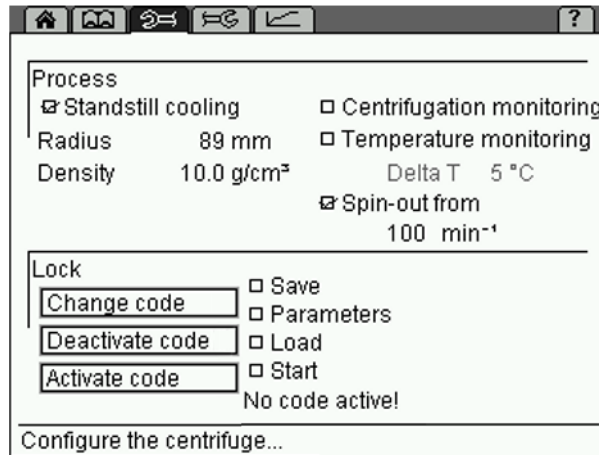 ?
Process
Standstill cooling
Centrifugation monitoring
Radius 89 mm
Temperature monitoring
Density 10.0 g/cm³
Delta T 5 °C
Spin-out from
100 min⁻¹
Lock
Change code
Deactivate code
Activate code
Save
Parameters
Load
Start
No code active!
Configure the centrifuge...